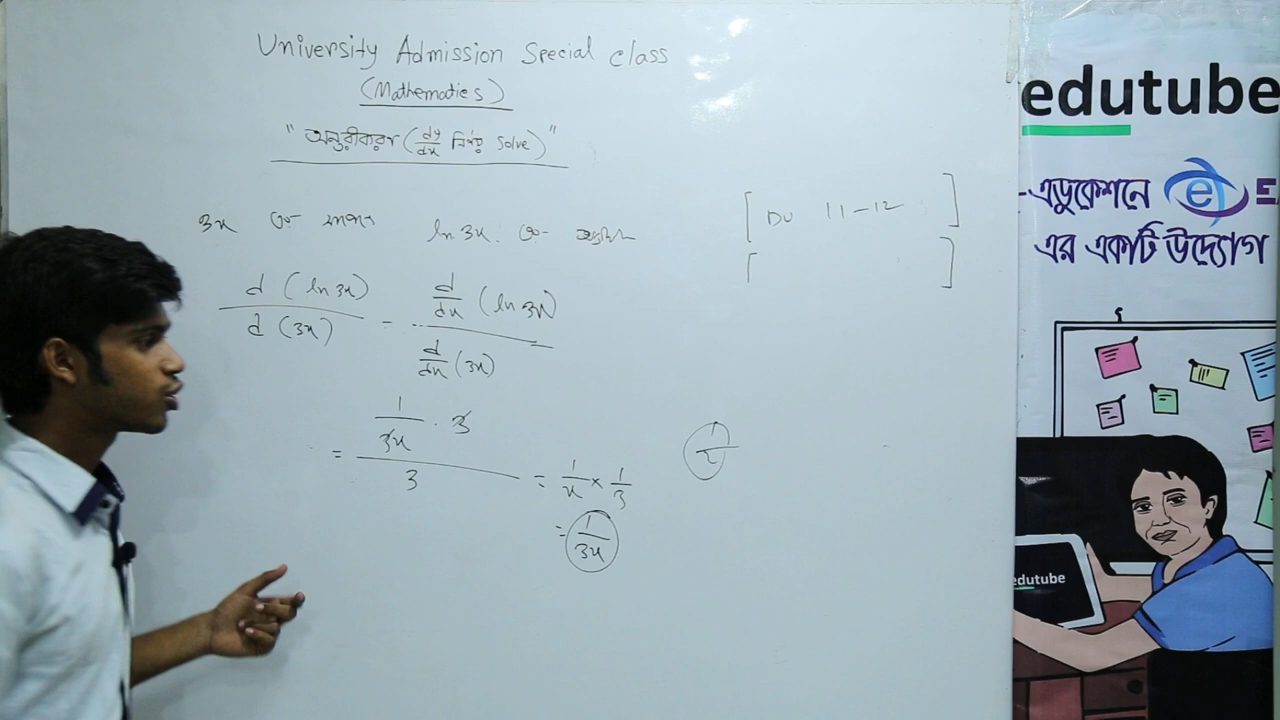 University Admission Special class
(Mathematics)
"অন্তরীকরণ (dy/dx নির্ণয় Solve)"
3x এর সাপেক্ষে ln 3x এর
[ DU 11-12 ]
[ ]
d (ln 3x) / d (3x) = d/dx (ln 3x) / d/dx (3x)
= 1/3x . 3 / 3 = 1/x × 1/3
= 1/3x
edutube
-এডুকেশনে e E
এর একটি উদ্যোগ
edutube